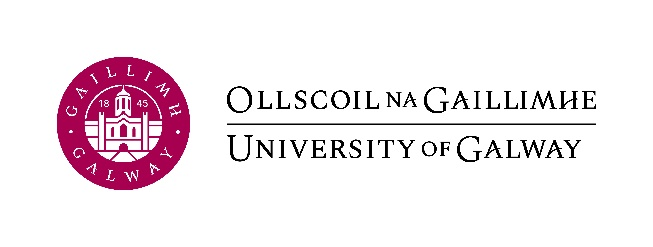 GAILLIMH
18 45
GALWAY
OLLSCOIL NA GAILLIMHE
UNIVERSITY OF GALWAY